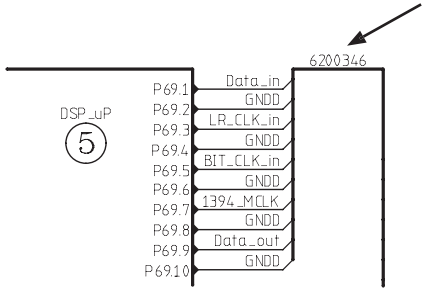 6200346
Data_in
P69.1
GNDD
P69.2
DSP_uP
LR_CLK_in
P69.3
5
GNDD
P69.4
BIT_CLK_in
P69.5
GNDD
P69.6
1394_MCLK
P69.7
GNDD
P69.8
Data_out
P69.9
GNDD
P69.10